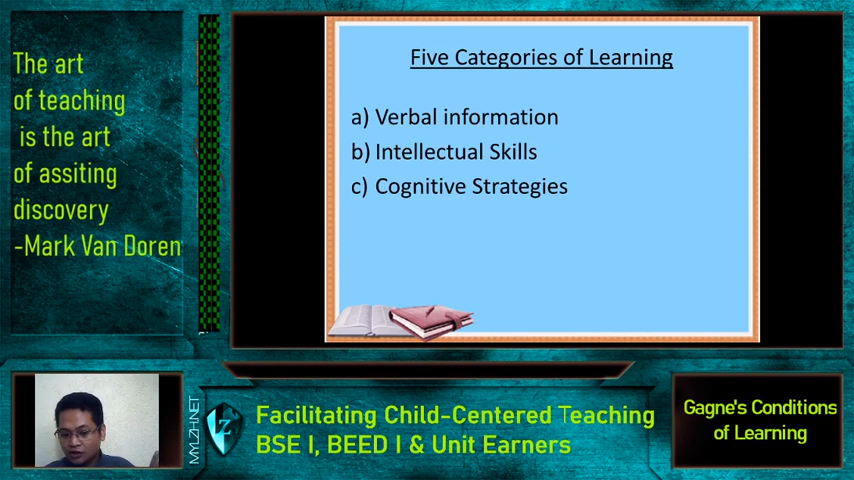 The art
of teaching
is the art
of assiting
discovery
-Mark Van Doren
Five Categories of Learning
a) Verbal information
b) Intellectual Skills
c) Cognitive Strategies
MYLZH.NET
Z
Facilitating Child-Centered Teaching
BSE I, BEED I & Unit Earners
Gagne's Conditions
of Learning